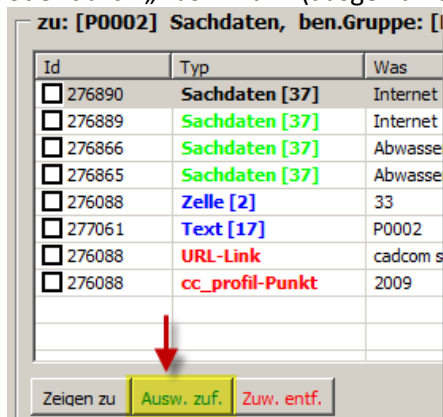 zu: [P0002] Sachdaten, ben.Gruppe:
Id Typ Was
276890 Sachdaten [37] Internet
276889 Sachdaten [37] Internet
276866 Sachdaten [37] Abwasse
276865 Sachdaten [37] Abwasse
276088 Zelle [2] 33
277061 Text [17] P0002
276088 URL-Link cadcom s
276088 cc_profil-Punkt 2009
Zeigen zu Ausw. zuf. Zuw. entf.